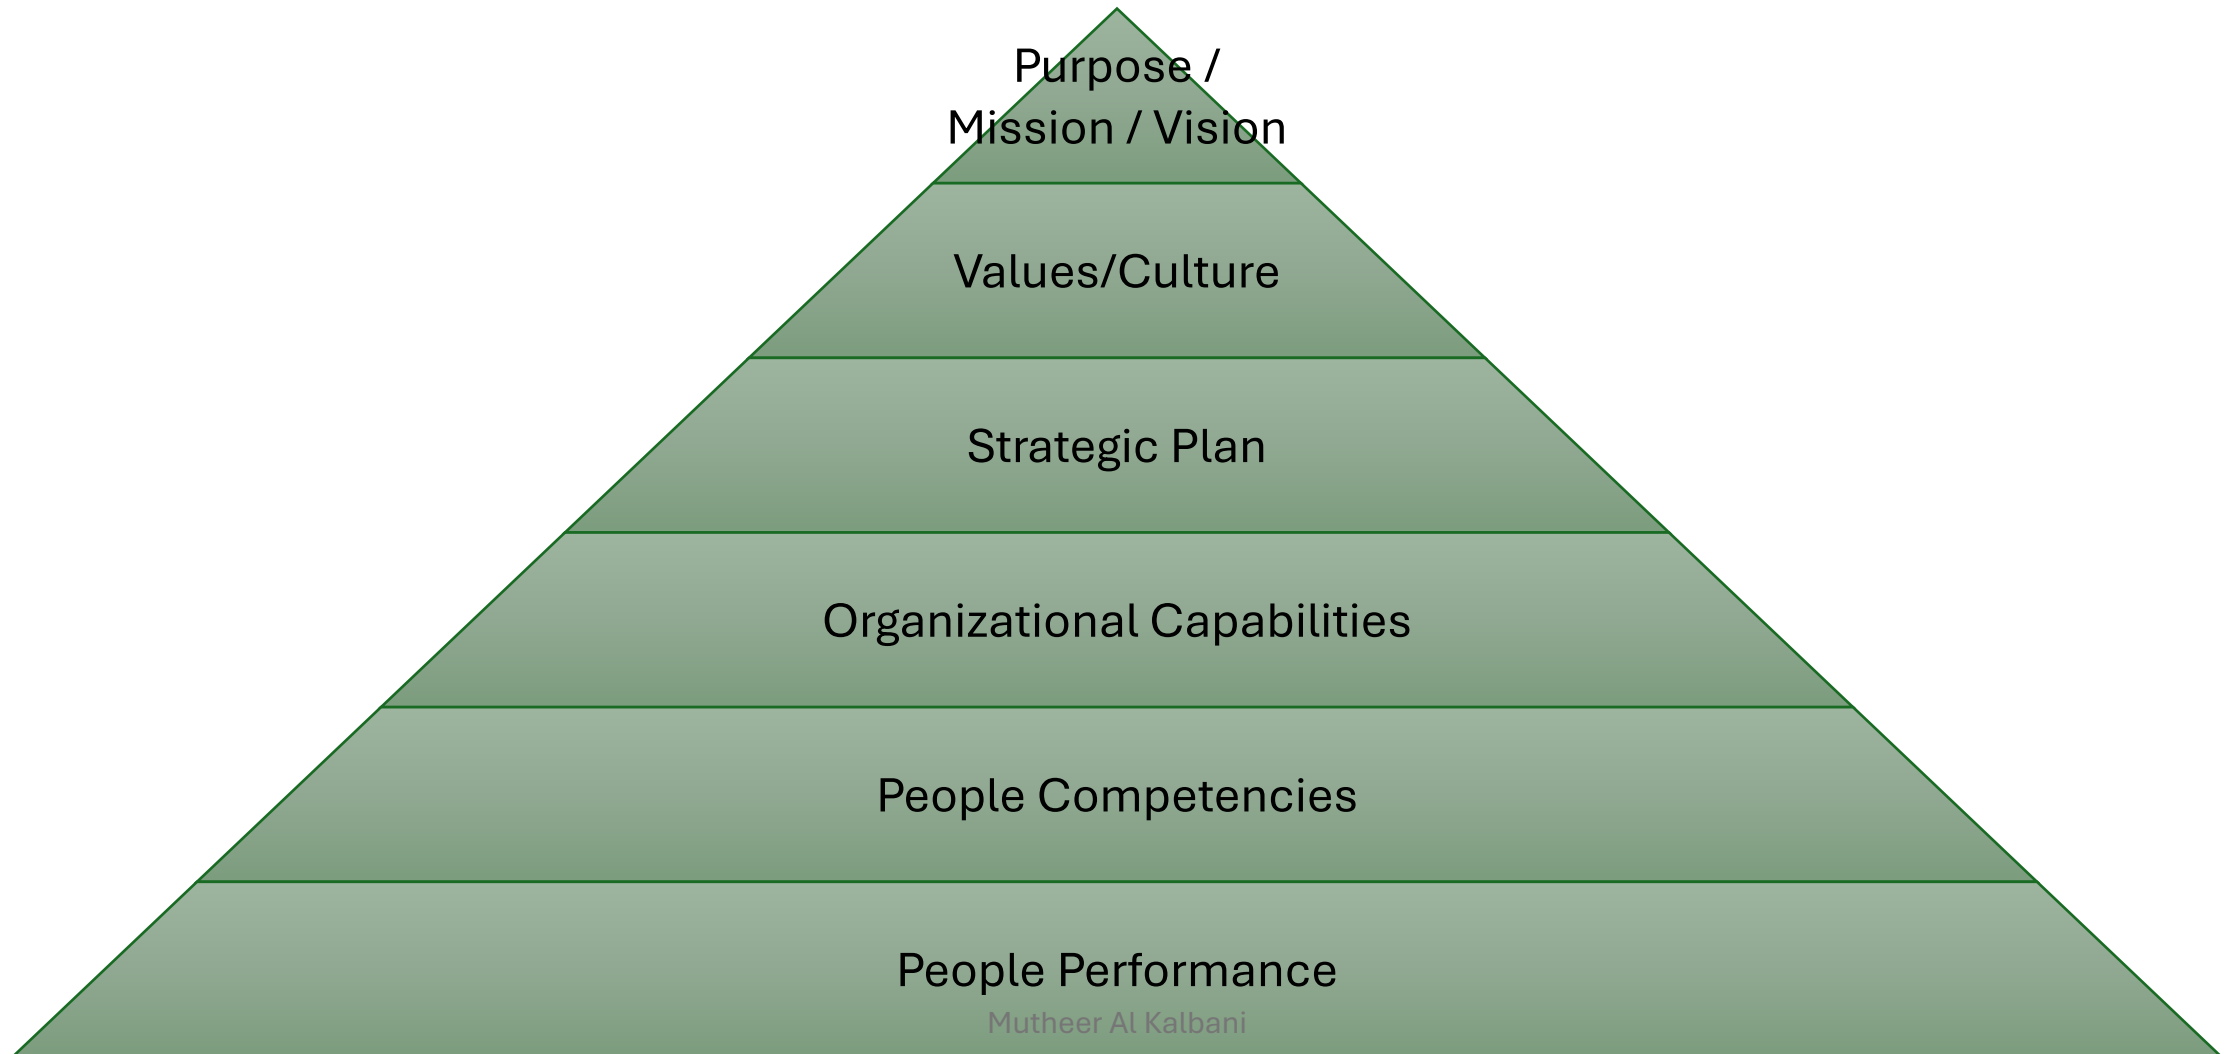 Purpose /
Mission / Vision
Values/Culture
Strategic Plan
Organizational Capabilities
People Competencies
People Performance
Mutheer Al Kalbani